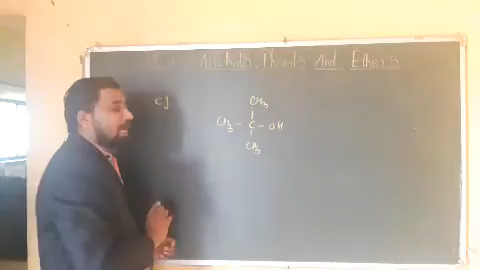 Alcohols, Phenols And Ethers
c)
CH3
CH3 - C - OH
CH3